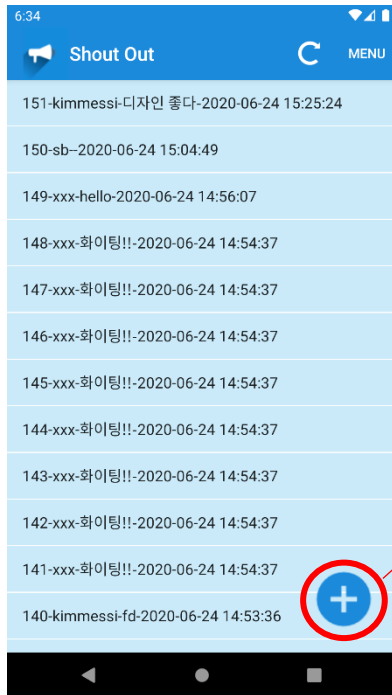 6:34
Shout Out
MENU
151-kimmessi-디자인 좋다-2020-06-24 15:25:24
150-sb--2020-06-24 15:04:49
149-xxx-hello-2020-06-24 14:56:07
148-xxx-화이팅!!-2020-06-24 14:54:37
147-xxx-화이팅!!-2020-06-24 14:54:37
146-xxx-화이팅!!-2020-06-24 14:54:37
145-xxx-화이팅!!-2020-06-24 14:54:37
144-xxx-화이팅!!-2020-06-24 14:54:37
143-xxx-화이팅!!-2020-06-24 14:54:37
142-xxx-화이팅!!-2020-06-24 14:54:37
141-xxx-화이팅!!-2020-06-24 14:54:37
140-kimmessi-fd-2020-06-24 14:53:36